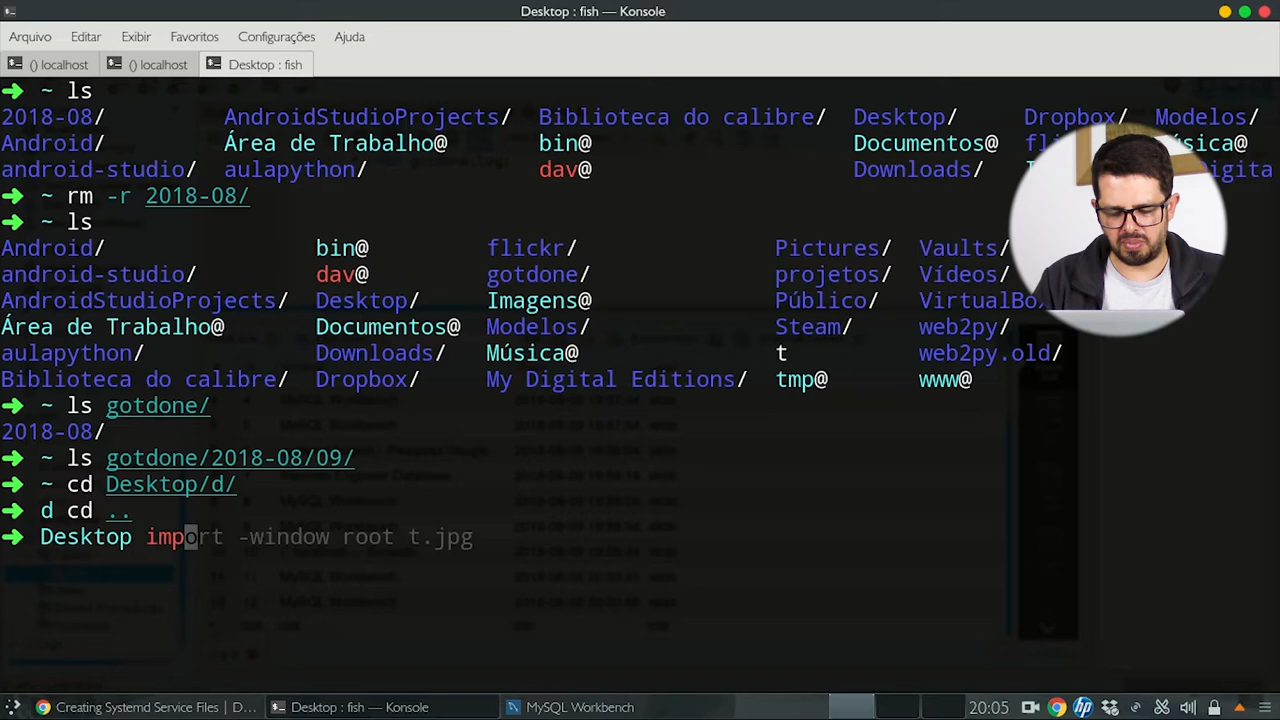 Desktop : fish — Konsole
Arquivo Editar Exibir Favoritos Configurações Ajuda
() localhost () localhost Desktop : fish
➜ ~ ls
2018-08/ AndroidStudioProjects/ Biblioteca do calibre/ Desktop/ Dropbox/ Modelos/
Android/ Área de Trabalho@ bin@ Documentos@
android-studio/ aulapython/ dav@ Downloads/
➜ ~ rm -r 2018-08/
➜ ~ ls
Android/ bin@ flickr/ Pictures/ Vaults/
android-studio/ dav@ gotdone/ projetos/ Vídeos/
AndroidStudioProjects/ Desktop/ Imagens@ Público/
Área de Trabalho@ Documentos@ Modelos/ Steam/ web2py/
aulapython/ Downloads/ Música@ t web2py.old/
Biblioteca do calibre/ Dropbox/ My Digital Editions/ tmp@ www@
➜ ~ ls gotdone/
2018-08/
➜ ~ ls gotdone/2018-08/09/
➜ ~ cd Desktop/d/
➜ d cd ..
➜ Desktop import -window root t.jpg
Creating Systemd Service Files | D... Desktop : fish — Konsole MySQL Workbench 20:05